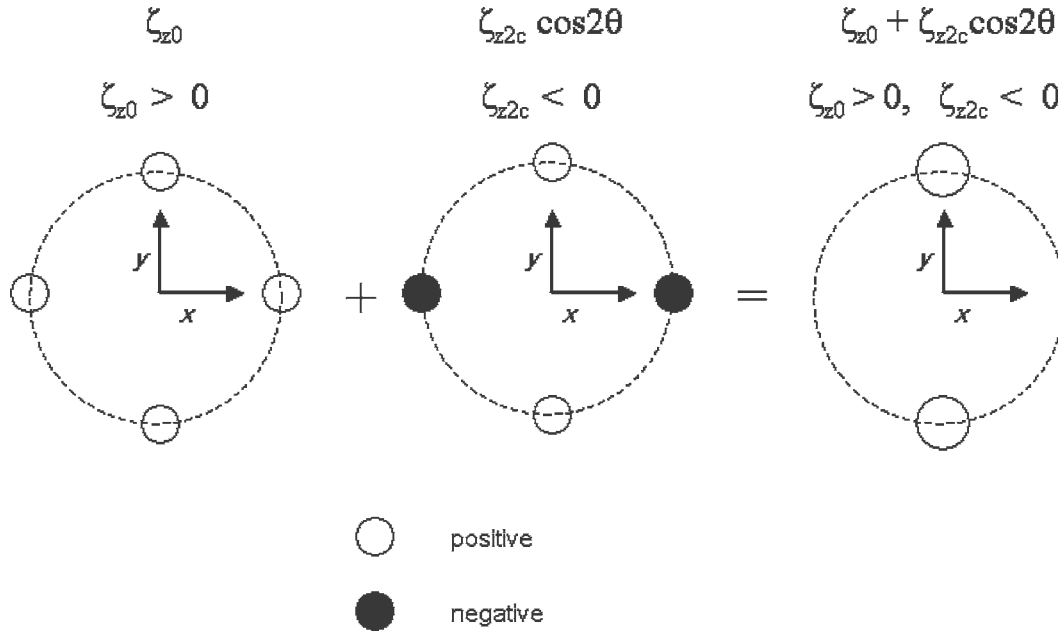 ζz0
ζz2c cos2θ
ζz0 + ζz2c cos2θ
ζz0 > 0
ζz2c < 0
ζz0 > 0, ζz2c < 0
y
x
+
y
x
=
y
x
positive
negative